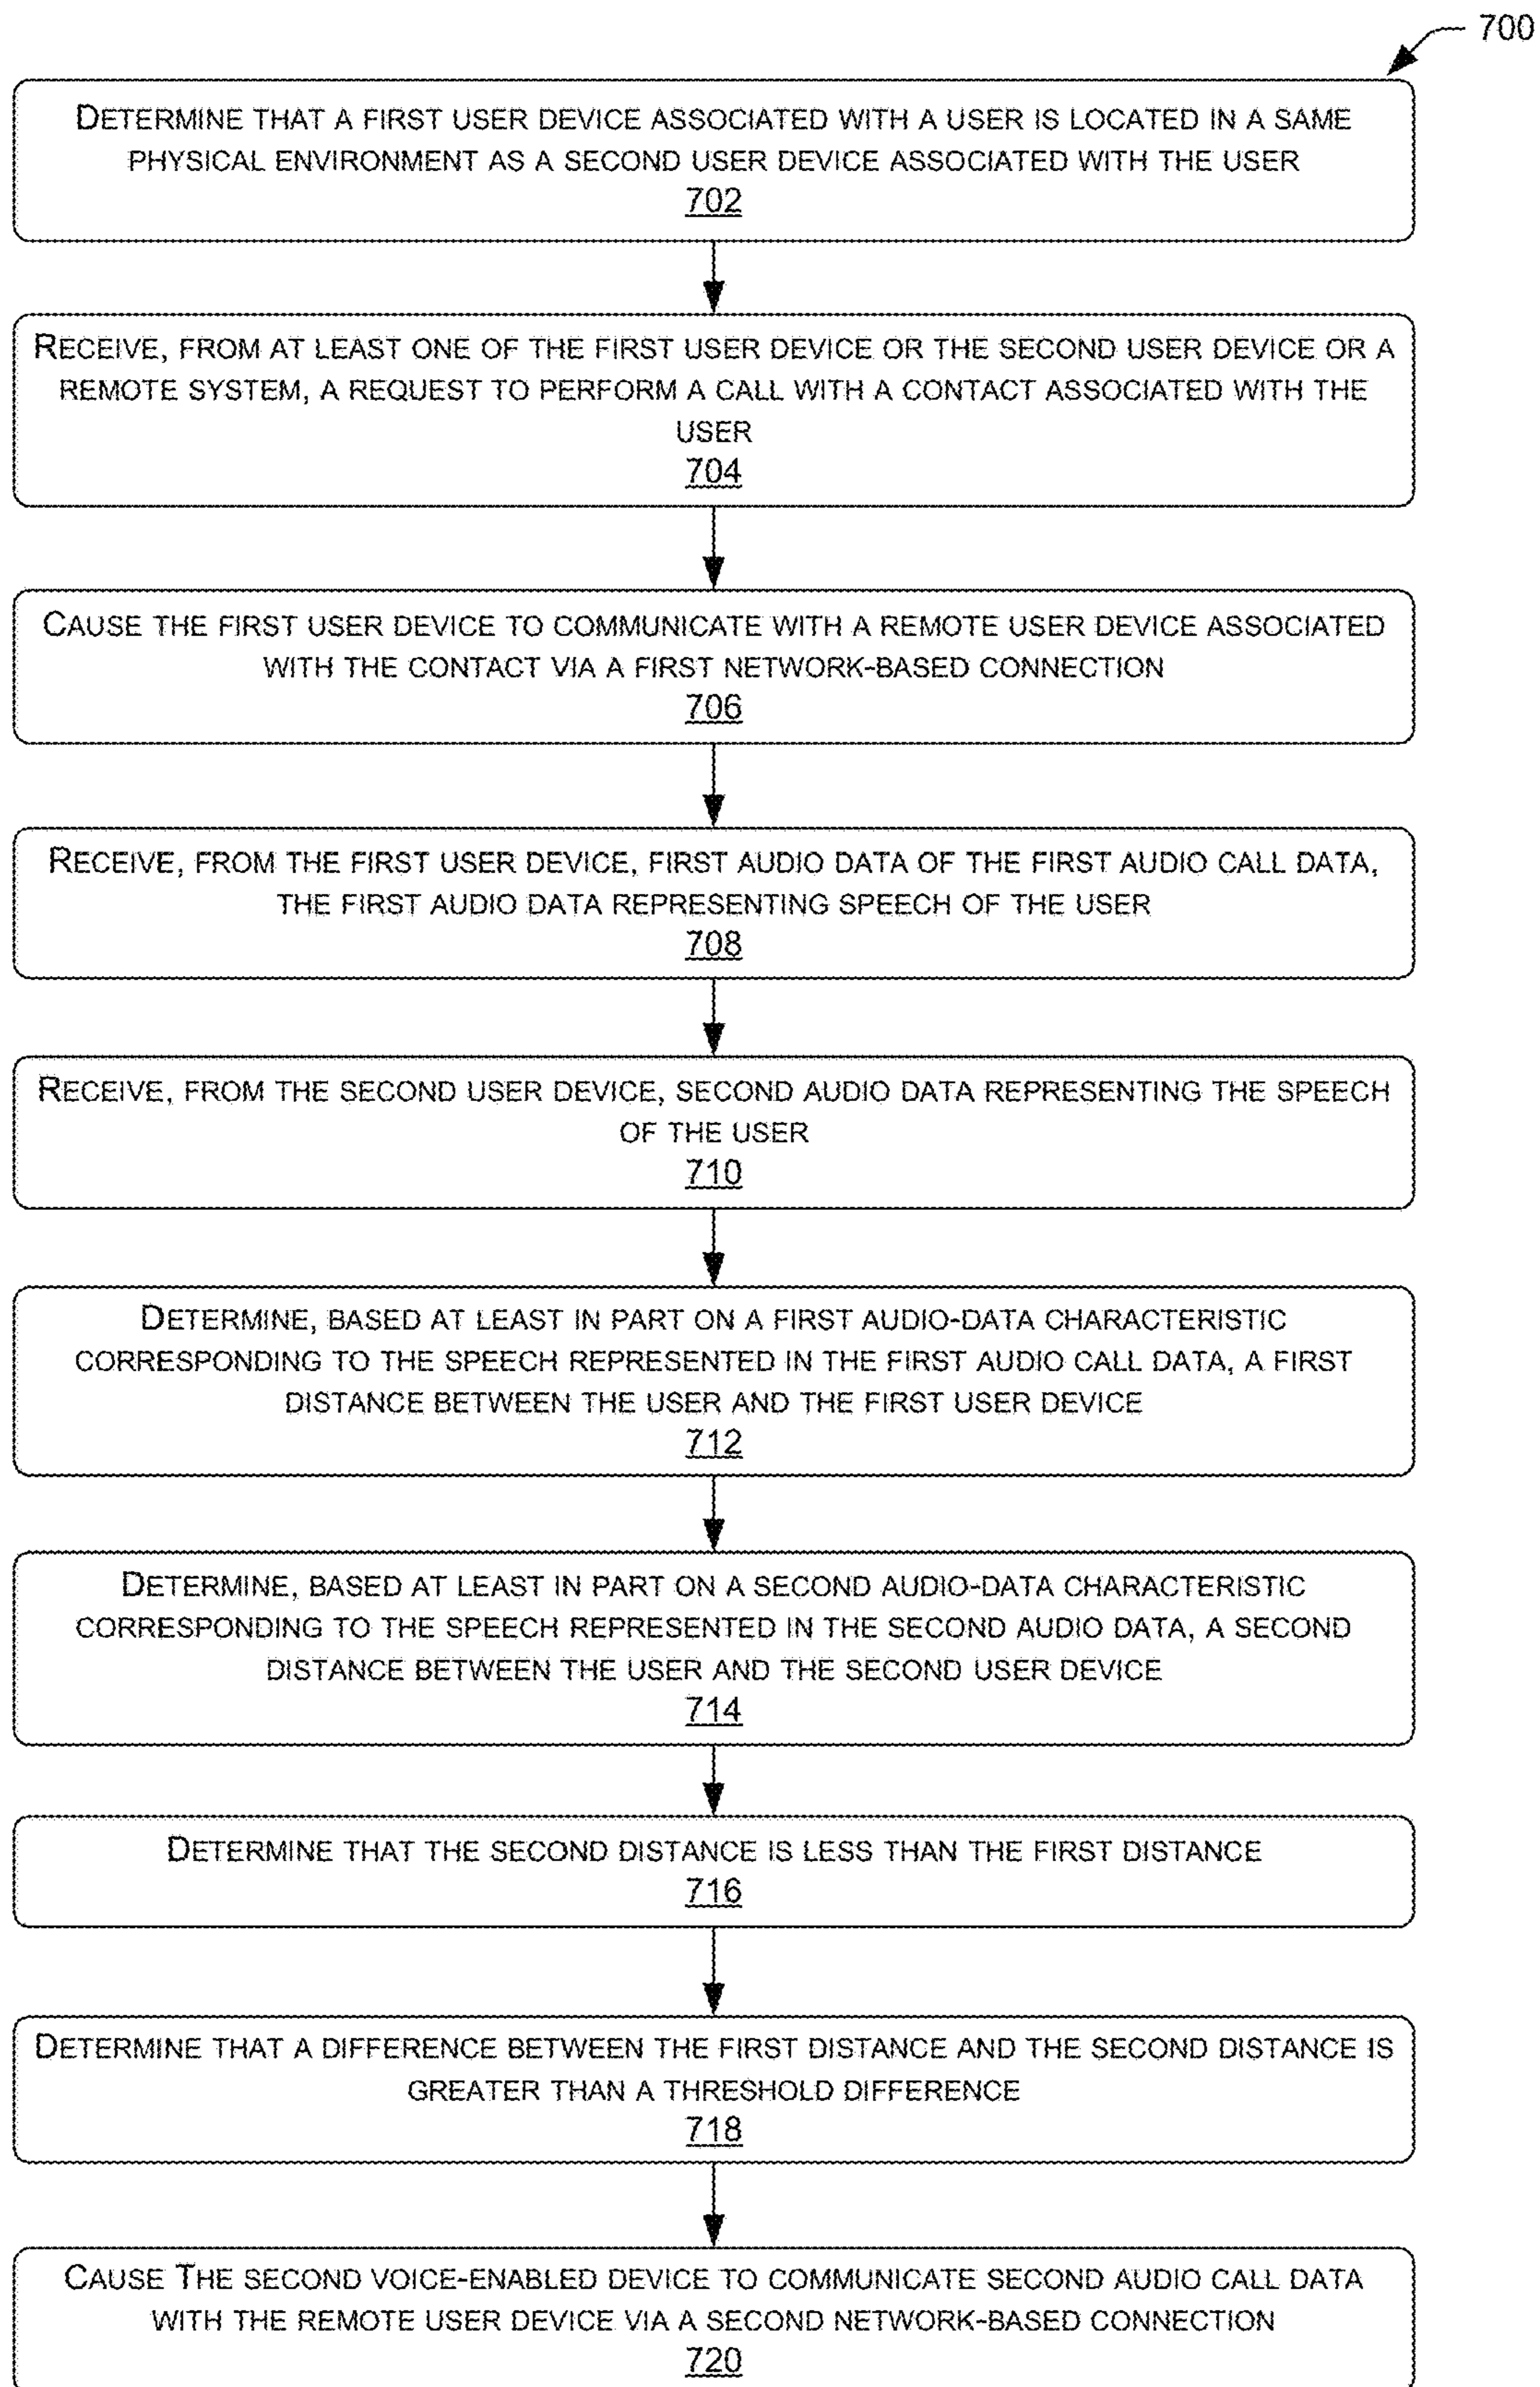 700
DETERMINE THAT A FIRST USER DEVICE ASSOCIATED WITH A USER IS LOCATED IN A SAME
PHYSICAL ENVIRONMENT AS A SECOND USER DEVICE ASSOCIATED WITH THE USER
702
RECEIVE, FROM AT LEAST ONE OF THE FIRST USER DEVICE OR THE SECOND USER DEVICE OR A
REMOTE SYSTEM, A REQUEST TO PERFORM A CALL WITH A CONTACT ASSOCIATED WITH THE
USER
704
CAUSE THE FIRST USER DEVICE TO COMMUNICATE WITH A REMOTE USER DEVICE ASSOCIATED
WITH THE CONTACT VIA A FIRST NETWORK-BASED CONNECTION
706
RECEIVE, FROM THE FIRST USER DEVICE, FIRST AUDIO DATA OF THE FIRST AUDIO CALL DATA,
THE FIRST AUDIO DATA REPRESENTING SPEECH OF THE USER
708
RECEIVE, FROM THE SECOND USER DEVICE, SECOND AUDIO DATA REPRESENTING THE SPEECH
OF THE USER
710
DETERMINE, BASED AT LEAST IN PART ON A FIRST AUDIO-DATA CHARACTERISTIC
CORRESPONDING TO THE SPEECH REPRESENTED IN THE FIRST AUDIO CALL DATA, A FIRST
DISTANCE BETWEEN THE USER AND THE FIRST USER DEVICE
712
DETERMINE, BASED AT LEAST IN PART ON A SECOND AUDIO-DATA CHARACTERISTIC
CORRESPONDING TO THE SPEECH REPRESENTED IN THE SECOND AUDIO DATA, A SECOND
DISTANCE BETWEEN THE USER AND THE SECOND USER DEVICE
714
DETERMINE THAT THE SECOND DISTANCE IS LESS THAN THE FIRST DISTANCE
716
DETERMINE THAT A DIFFERENCE BETWEEN THE FIRST DISTANCE AND THE SECOND DISTANCE IS
GREATER THAN A THRESHOLD DIFFERENCE
718
CAUSE THE SECOND VOICE-ENABLED DEVICE TO COMMUNICATE SECOND AUDIO CALL DATA
WITH THE REMOTE USER DEVICE VIA A SECOND NETWORK-BASED CONNECTION
720